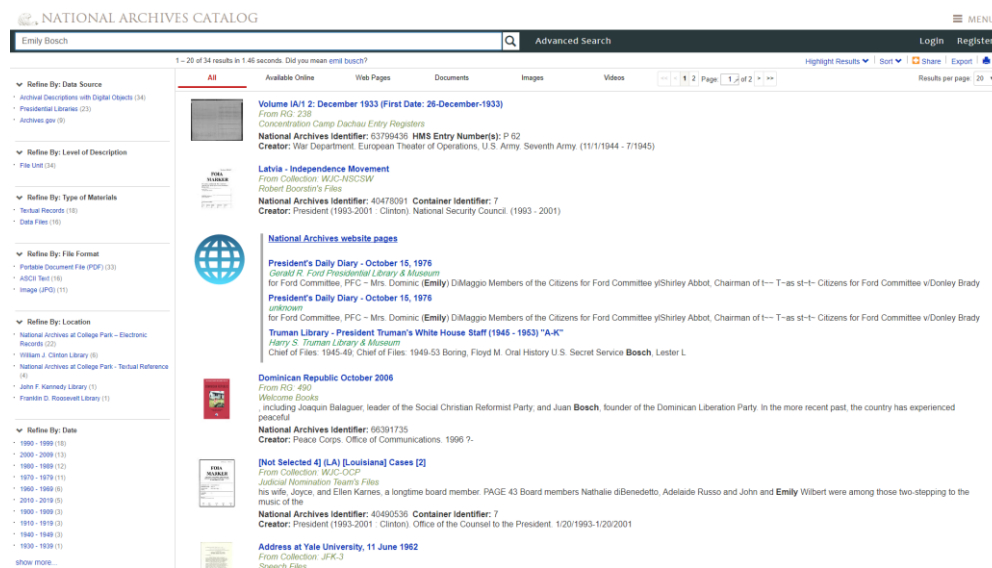 NATIONAL ARCHIVES CATALOG
MENU
Emily Bosch
Advanced Search
Login Register
1 – 20 of 34 results in 1.46 seconds. Did you mean emil busch?
Highlight Results Sort Share Export
All Available Online Web Pages Documents Images Videos 1 2 Page 1 of 2 Results per page: 20
Refine By: Data Source
Archival Descriptions with Digital Objects (34)
Presidential Libraries (23)
Archives.gov (9)
Refine By: Level of Description
File Unit (34)
Refine By: Type of Materials
Textual Records (18)
Data Files (16)
Refine By: File Format
Portable Document File (PDF) (33)
ASCII Text (16)
Image (JPG) (11)
Refine By: Location
National Archives at College Park – Electronic
Records (22)
William J. Clinton Library (6)
National Archives at College Park - Textual Reference
(4)
John F. Kennedy Library (1)
Franklin D. Roosevelt Library (1)
Refine By: Date
1990 - 1999 (18)
2000 - 2009 (13)
1980 - 1989 (12)
1970 - 1979 (11)
1960 - 1969 (6)
2010 - 2019 (5)
1900 - 1909 (3)
1910 - 1919 (3)
1940 - 1949 (3)
1930 - 1939 (1)
show more...
Volume IA/1 2: December 1933 (First Date: 26-December-1933)
From RG: 238
Concentration Camp Dachau Entry Registers
National Archives Identifier: 63799436 HMS Entry Number(s): P 62
Creator: War Department. European Theater of Operations, U.S. Army. Seventh Army. (11/1/1944 - 7/1945)
FOIA
MARKER
Latvia - Independence Movement
From Collection: WJC-NSCSW
Robert Boorstin's Files
National Archives Identifier: 40478091 Container Identifier: 7
Creator: President (1993-2001 : Clinton). National Security Council. (1993 - 2001)
National Archives website pages
President's Daily Diary - October 15, 1976
Gerald R. Ford Presidential Library & Museum
for Ford Committee, PFC ~ Mrs. Dominic (Emily) DiMaggio Members of the Citizens for Ford Committee y/Shirley Abbot, Chairman of t~~ T~as st~t~ Citizens for Ford Committee v/Donley Brady
President's Daily Diary - October 15, 1976
unknown
for Ford Committee, PFC ~ Mrs. Dominic (Emily) DiMaggio Members of the Citizens for Ford Committee y/Shirley Abbot, Chairman of t~~ T~as st~t~ Citizens for Ford Committee v/Donley Brady
Truman Library - President Truman's White House Staff (1945 - 1953) "A-K"
Harry S. Truman Library & Museum
Chief of Files: 1945-49; Chief of Files: 1949-53 Boring, Floyd M. Oral History U.S. Secret Service Bosch, Lester L
Dominican Republic October 2006
From RG: 490
Welcome Books
, including Joaquin Balaguer, leader of the Social Christian Reformist Party; and Juan Bosch, founder of the Dominican Liberation Party. In the more recent past, the country has experienced
peaceful
National Archives Identifier: 66391735
Creator: Peace Corps. Office of Communications. 1996 ?-
FOIA
MARKER
[Not Selected 4] (LA) [Louisiana] Cases [2]
From Collection: WJC-OCP
Judicial Nomination Team's Files
his wife, Joyce, and Ellen Karnes, a longtime board member. PAGE 43 Board members Nathalie diBenedetto, Adelaide Russo and John and Emily Wilbert were among those two-stepping to the
music of the
National Archives Identifier: 40490536 Container Identifier: 7
Creator: President (1993-2001 : Clinton). Office of the Counsel to the President. 1/20/1993-1/20/2001
Address at Yale University, 11 June 1962
From Collection: JFK-3
Speech Files